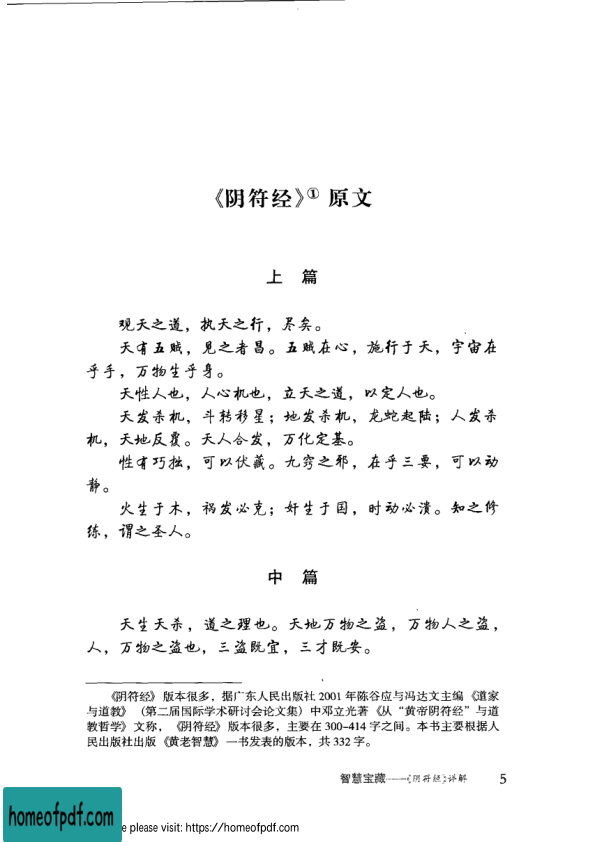 《阴符经》① 原文
上 篇
观天之道，执天之行，尽矣。
天有五贼，见之者昌。五贼在心，施行于天，宇宙在
乎手，万物生乎身。
天性人也，人心机也，立天之道，以定人也。
天发杀机，斗转移星；地发杀机，龙蛇起陆；人发杀
机，天地反覆。天人合发，万化定基。
性有巧拙，可以伏藏。九窍之邪，在乎三要，可以动
静。
火生于木，祸发必克；奸生于国，时动必溃。知之修
练，谓之圣人。
中 篇
天生天杀，道之理也。天地万物之盗，万物人之盗，
人，万物之盗也，三盗既宜，三才既安。
《阴符经》版本很多，据广东人民出版社 2001 年陈谷应与冯达文主编《道家
与道教》（第二届国际学术研讨会论文集）中邓立光著《从“黄帝阴符经”与道
教哲学》文称，《阴符经》版本很多，主要在 300-414 字之间。本书主要根据人
民出版社出版《黄老智慧》一书发表的版本，共 332 字。
智慧宝藏——《阴符经》详解 5
homeofpdf.com
e please visit: https://homeofpdf.com